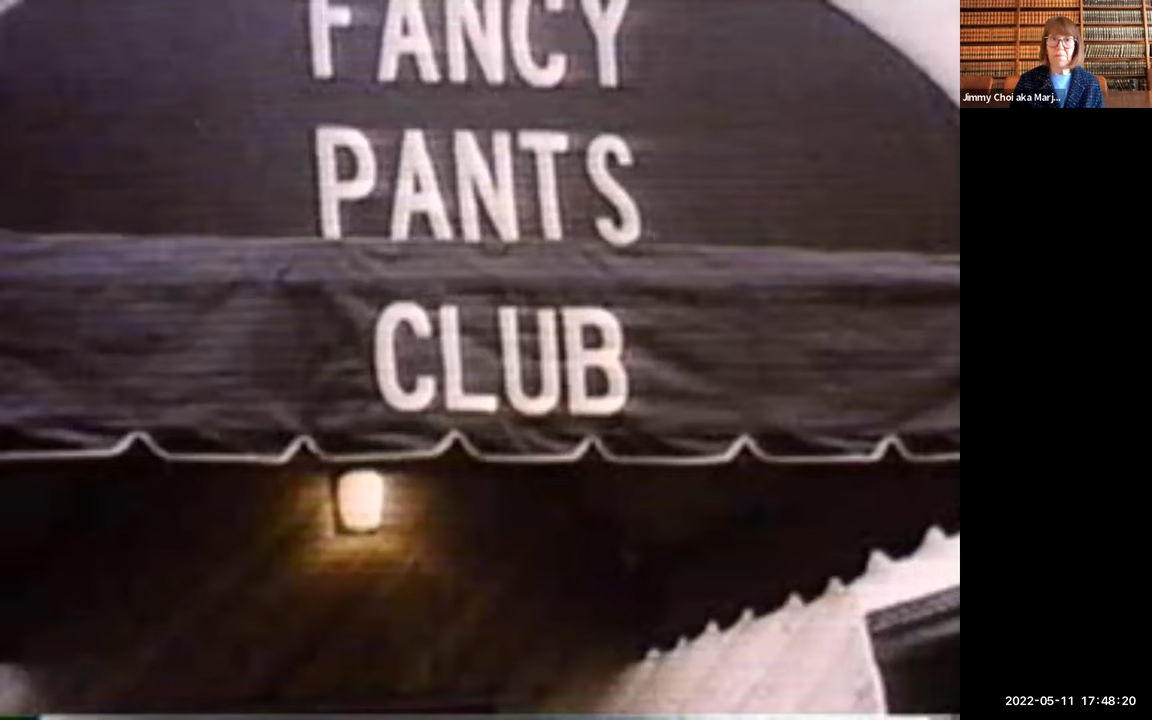 FANCY
PANTS
CLUB
Jimmy Choi aka Marj...
2022-05-11 17:48:20